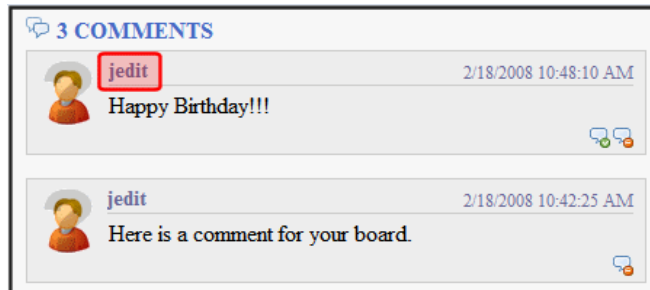 3 COMMENTS
jedit 2/18/2008 10:48:10 AM
Happy Birthday!!!
jedit 2/18/2008 10:42:25 AM
Here is a comment for your board.